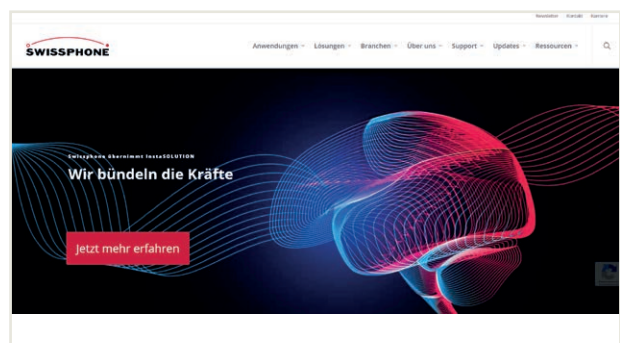 Newsletter Kontakt Karriere
SWISSPHONE
Anwendungen Lösungen Branchen Über uns Support Updates Ressourcen
Swissphone übernimmt InstaSOLUTION
Wir bündeln die Kräfte
Jetzt mehr erfahren